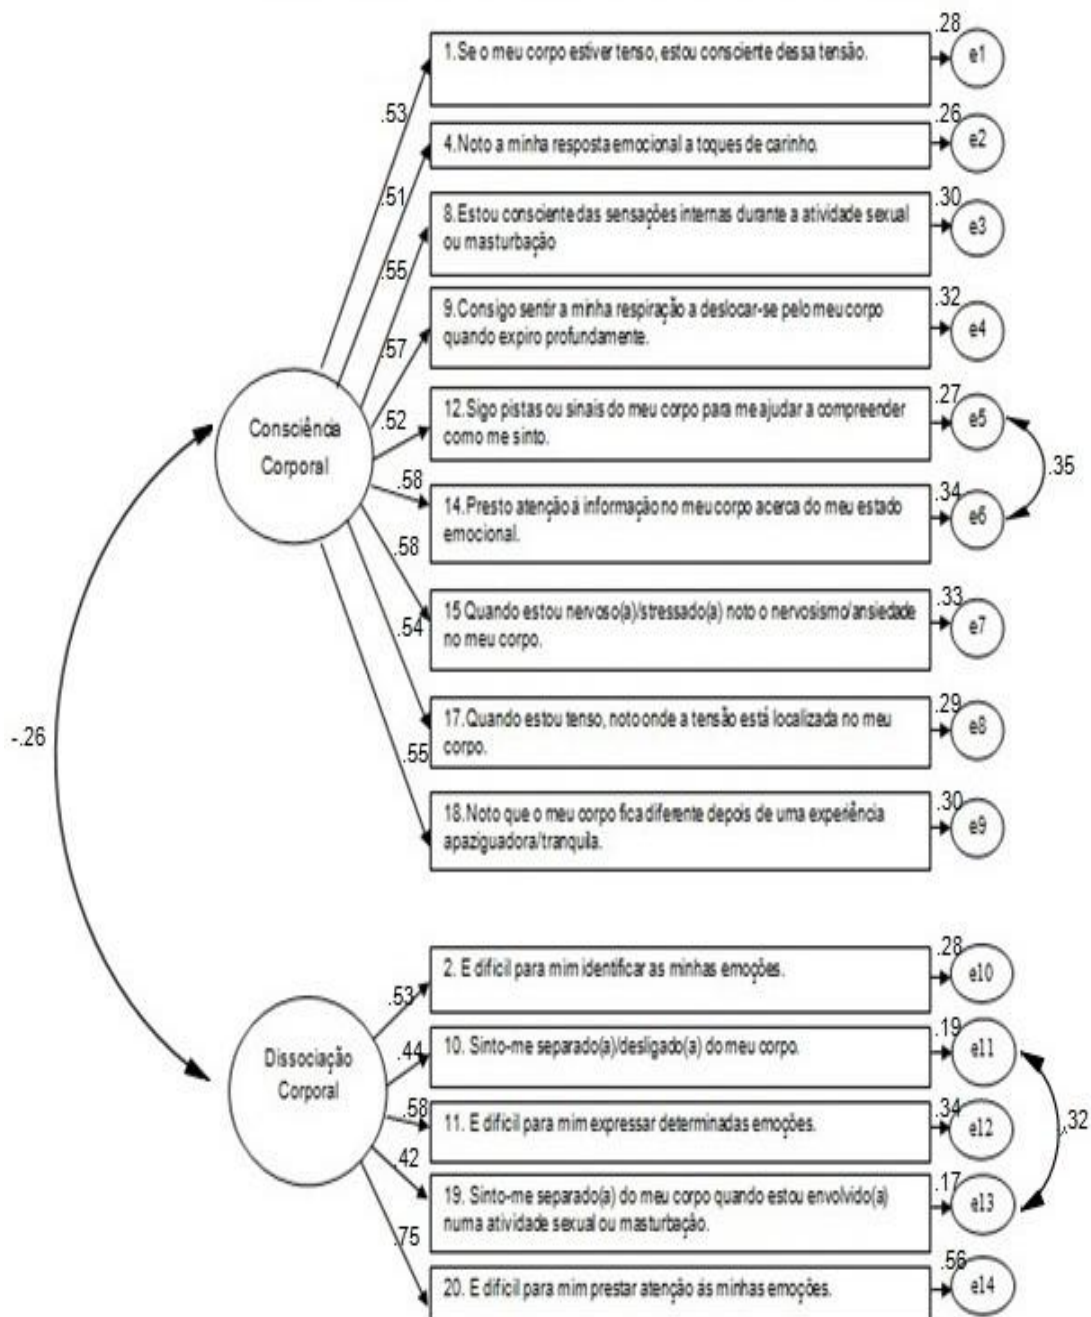 .28
1.Se o meu corpo estiver tenso, estou consciente dessa tensão.
e1
.53
.26
4.Noto a minha resposta emocional a toques de carinho.
e2
.51
.30
8.Estou consciente das sensações internas durante a atividade sexual
ou masturbação
e3
.55
.32
9.Consigo sentir a minha respiração a deslocar-se pelo meu corpo
quando expiro profundamente.
e4
.57
.27
12.Sigo pistas ou sinais do meu corpo para me ajudar a compreender
como me sinto.
e5
.52
Consciência
Corporal
.35
.58
.34
14.Presto atenção á informação no meu corpo acerca do meu estado
emocional.
e6
.58
.33
15 Quando estou nervoso(a)/stressado(a) noto o nervosismo/ansiedade
no meu corpo.
e7
.54
.29
17.Quando estou tenso, noto onde a tensão está localizada no meu
corpo.
e8
-.26
.55
.30
18.Noto que o meu corpo fica diferente depois de uma experiência
apaziguadora/tranquila.
e9
.28
2. E difícil para mim identificar as minhas emoções.
e10
.53
.19
10. Sinto-me separado(a)/desligado(a) do meu corpo.
e11
.44
Dissociação
Corporal
.58
.34
11. E difícil para mim expressar determinadas emoções.
e12
.32
.42
.17
19. Sinto-me separado(a) do meu corpo quando estou envolvido(a)
numa atividade sexual ou masturbação.
e13
.75
.56
20. E difícil para mim prestar atenção ás minhas emoções.
e14